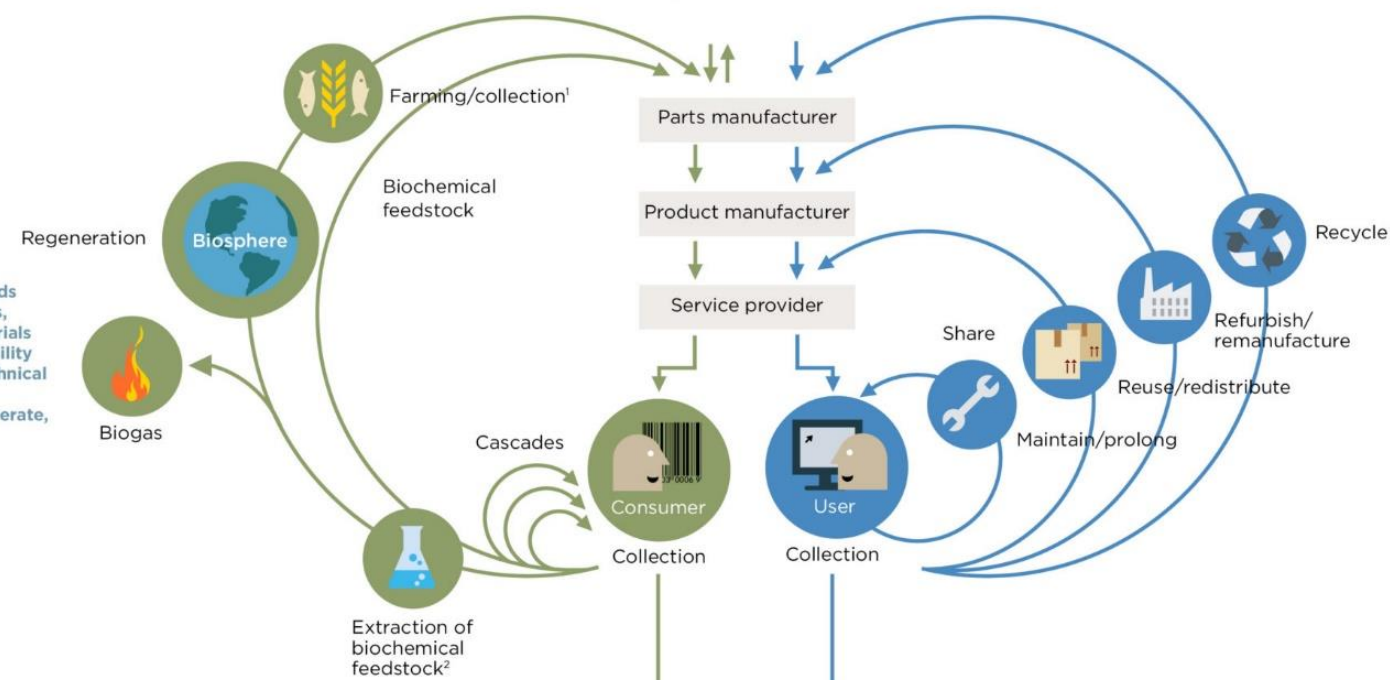 Farming/collection¹
Parts manufacturer
Biochemical
feedstock
Product manufacturer
Regeneration
Biosphere
Recycle
Service provider
Share
Refurbish/
remanufacture
Reuse/redistribute
Biogas
Cascades
Maintain/prolong
Consumer
User
Collection
Collection
Extraction of
biochemical
feedstock²